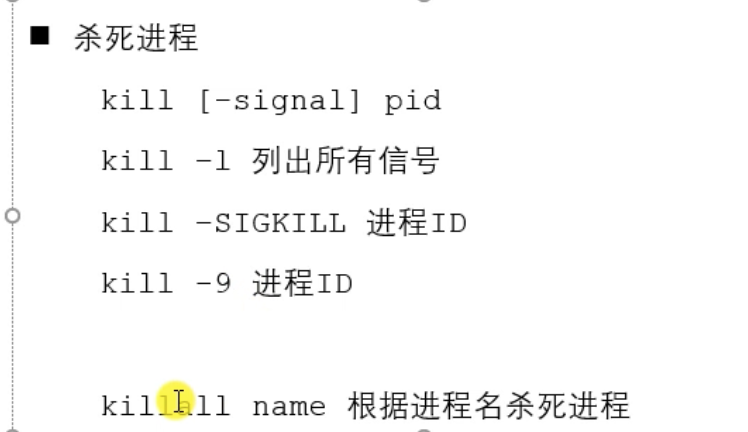 ■ 杀死进程
kill [-signal] pid
kill -l 列出所有信号
kill -SIGKILL 进程ID
kill -9 进程ID
killall name 根据进程名杀死进程